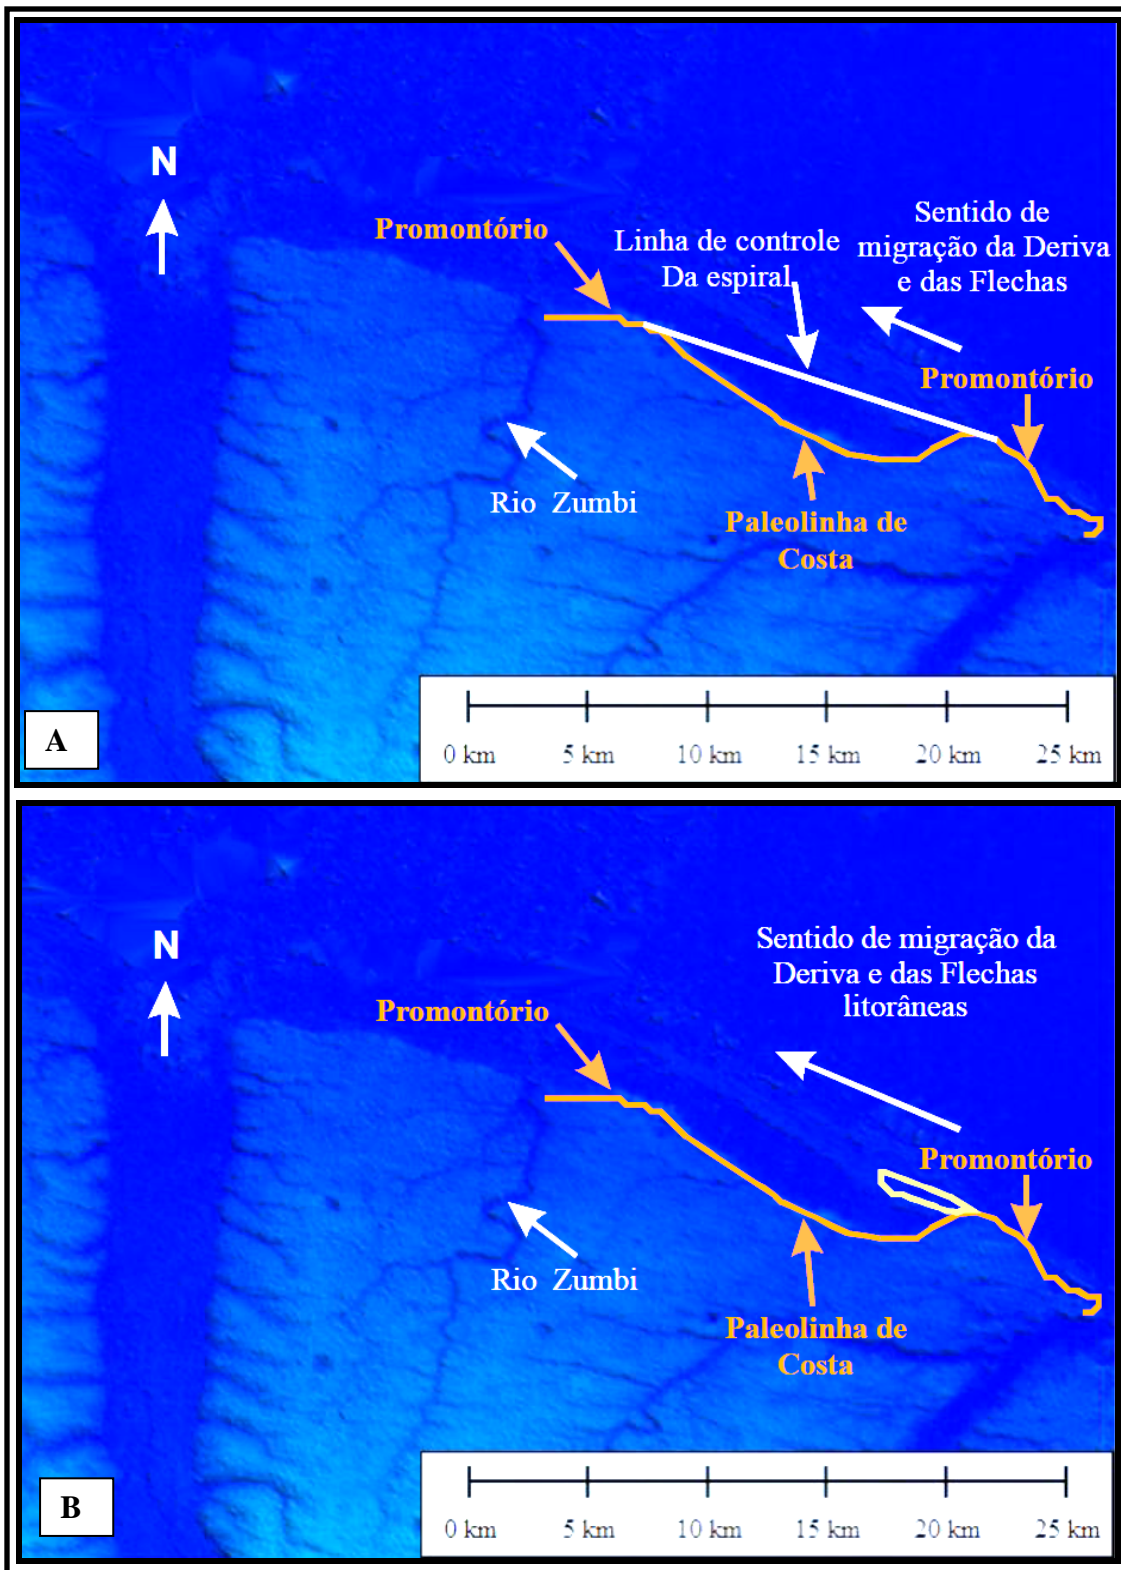 N
Promontório
Linha de controle
Da espiral
Sentido de
migração da Deriva
e das Flechas
Promontório
Rio Zumbi
Paleolinha de
Costa
A
0 km 5 km 10 km 15 km 20 km 25 km
N
Sentido de migração da
Deriva e das Flechas
litorâneas
Promontório
Promontório
Rio Zumbi
Paleolinha de
Costa
B
0 km 5 km 10 km 15 km 20 km 25 km